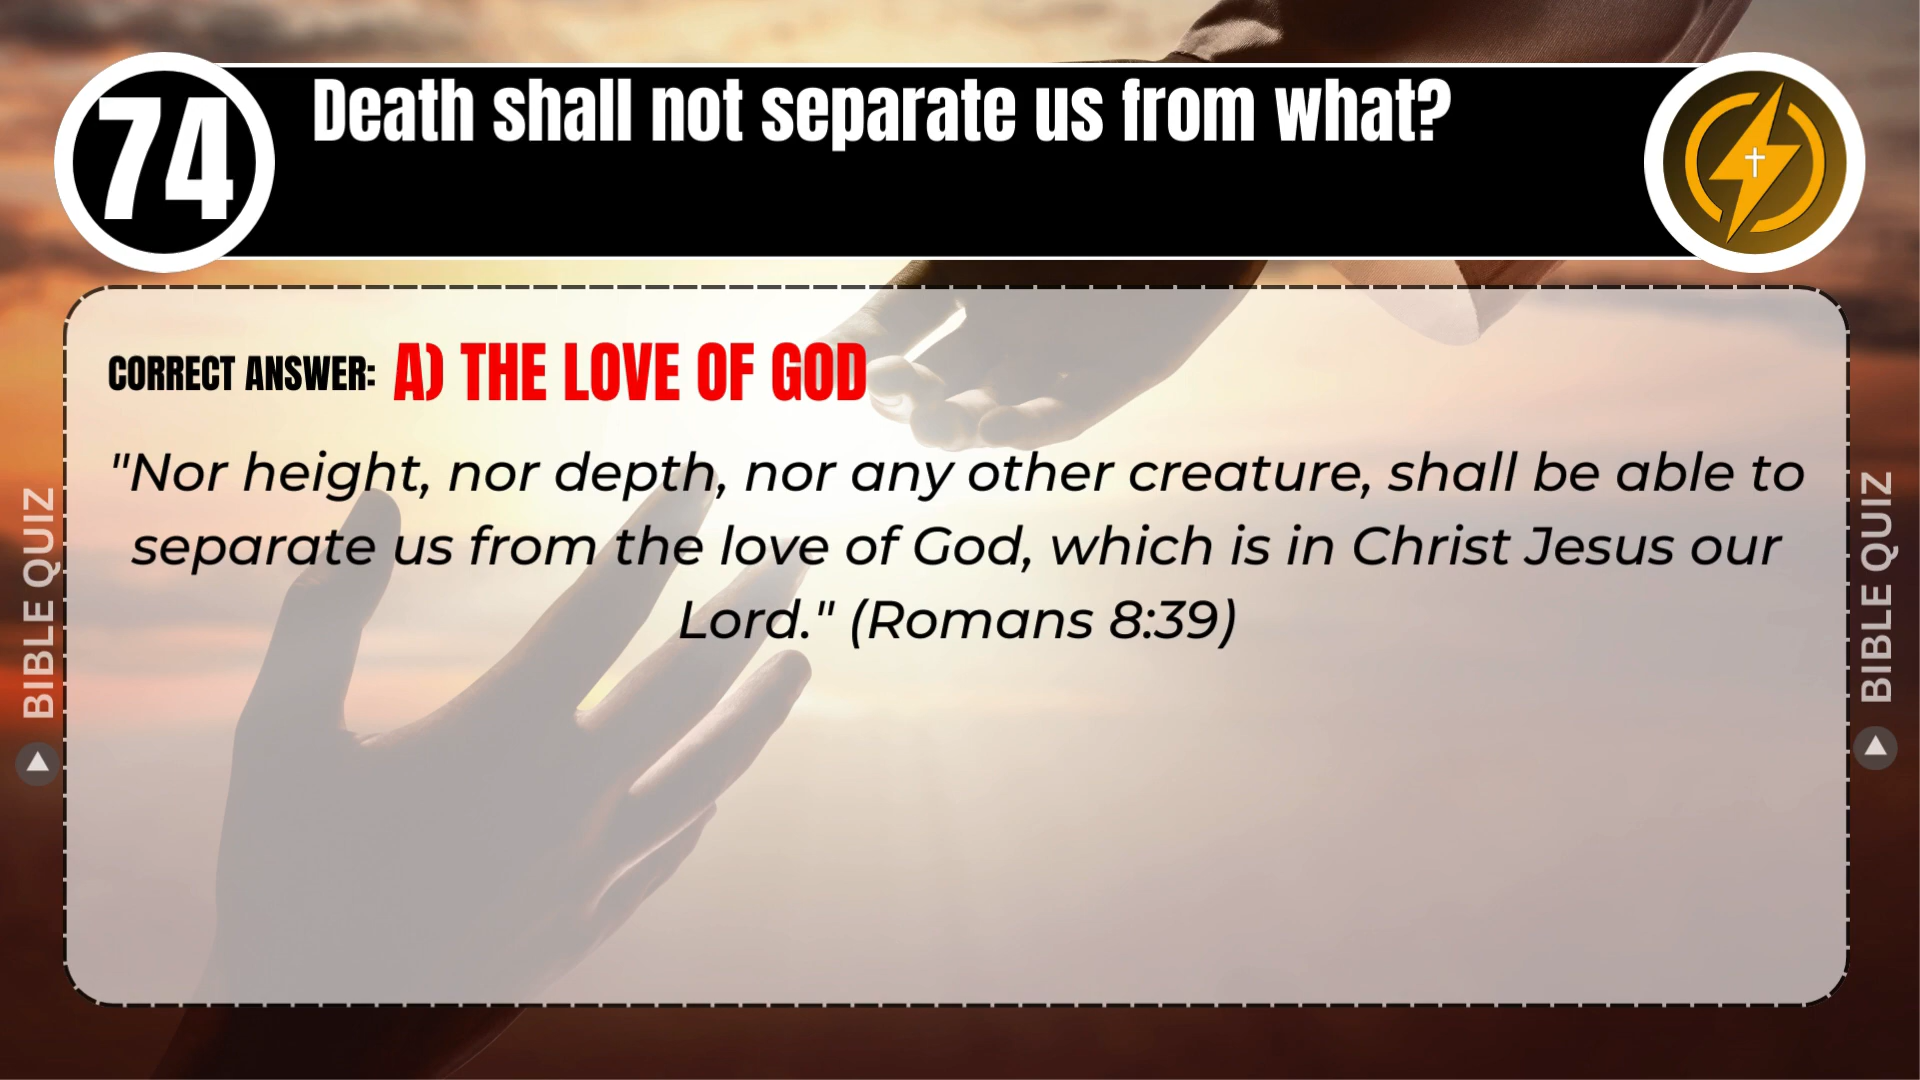 74
Death shall not separate us from what?
CORRECT ANSWER: A) THE LOVE OF GOD
"Nor height, nor depth, nor any other creature, shall be able to
separate us from the love of God, which is in Christ Jesus our
Lord." (Romans 8:39)
BIBLE QUIZ
BIBLE QUIZ